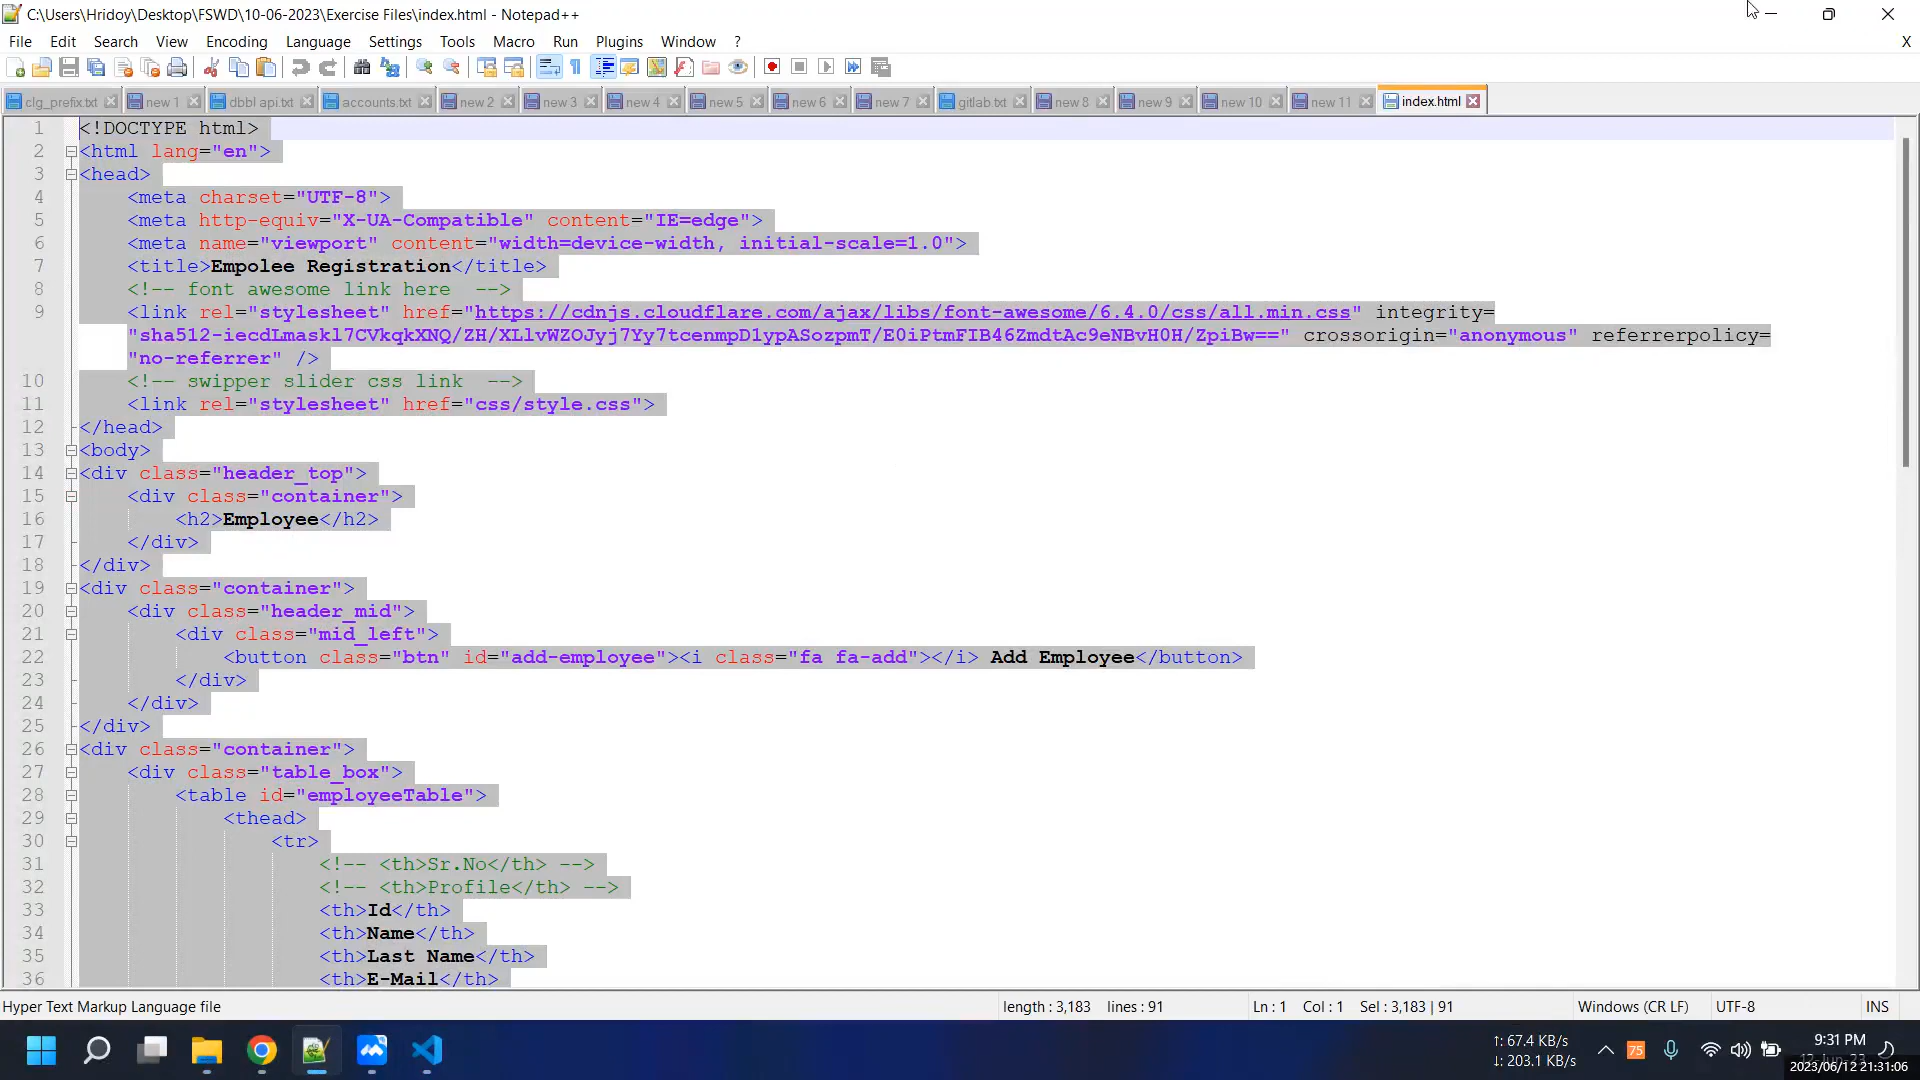 C:\Users\Hridoy\Desktop\FSWD\10-06-2023\Exercise Files\index.html - Notepad++
File Edit Search View Encoding Language Settings Tools Macro Run Plugins Window ? X
clg_prefix.txt new 1 dbbl api.txt accounts.txt new 2 new 3 new 4 new 5 new 6 new 7 gitlab.txt new 8 new 9 new 10 new 11 index.html
1 <!DOCTYPE html>
2 <html lang="en">
3 <head>
4 <meta charset="UTF-8">
5 <meta http-equiv="X-UA-Compatible" content="IE=edge">
6 <meta name="viewport" content="width=device-width, initial-scale=1.0">
7 <title>Empolee Registration</title>
8 <!-- font awesome link here  -->
9 <link rel="stylesheet" href="https://cdnjs.cloudflare.com/ajax/libs/font-awesome/6.4.0/css/all.min.css" integrity=
"sha512-iecdLmaskl7CVkqkXNQ/ZH/XLlvWZOJyj7Yy7tcenmpD1ypASozpmT/E0iPtmFIB46ZmdtAc9eNBvH0H/ZpiBw==" crossorigin="anonymous" referrerpolicy=
"no-referrer" />
10 <!-- swipper slider css link  -->
11 <link rel="stylesheet" href="css/style.css">
12 </head>
13 <body>
14 <div class="header_top">
15 <div class="container">
16 <h2>Employee</h2>
17 </div>
18 </div>
19 <div class="container">
20 <div class="header_mid">
21 <div class="mid_left">
22 <button class="btn" id="add-employee"><i class="fa fa-add"></i> Add Employee</button>
23 </div>
24 </div>
25 </div>
26 <div class="container">
27 <div class="table_box">
28 <table id="employeeTable">
29 <thead>
30 <tr>
31 <!-- <th>Sr.No</th> -->
32 <!-- <th>Profile</th> -->
33 <th>Id</th>
34 <th>Name</th>
35 <th>Last Name</th>
36 <th>E-Mail</th>
Hyper Text Markup Language file length : 3,183 lines : 91 Ln : 1 Col : 1 Sel : 3,183 | 91 Windows (CR LF) UTF-8 INS
↑: 67.4 KB/s
↓: 203.1 KB/s
75
9:31 PM
12-Jun-23
2023/06/12 21:31:06